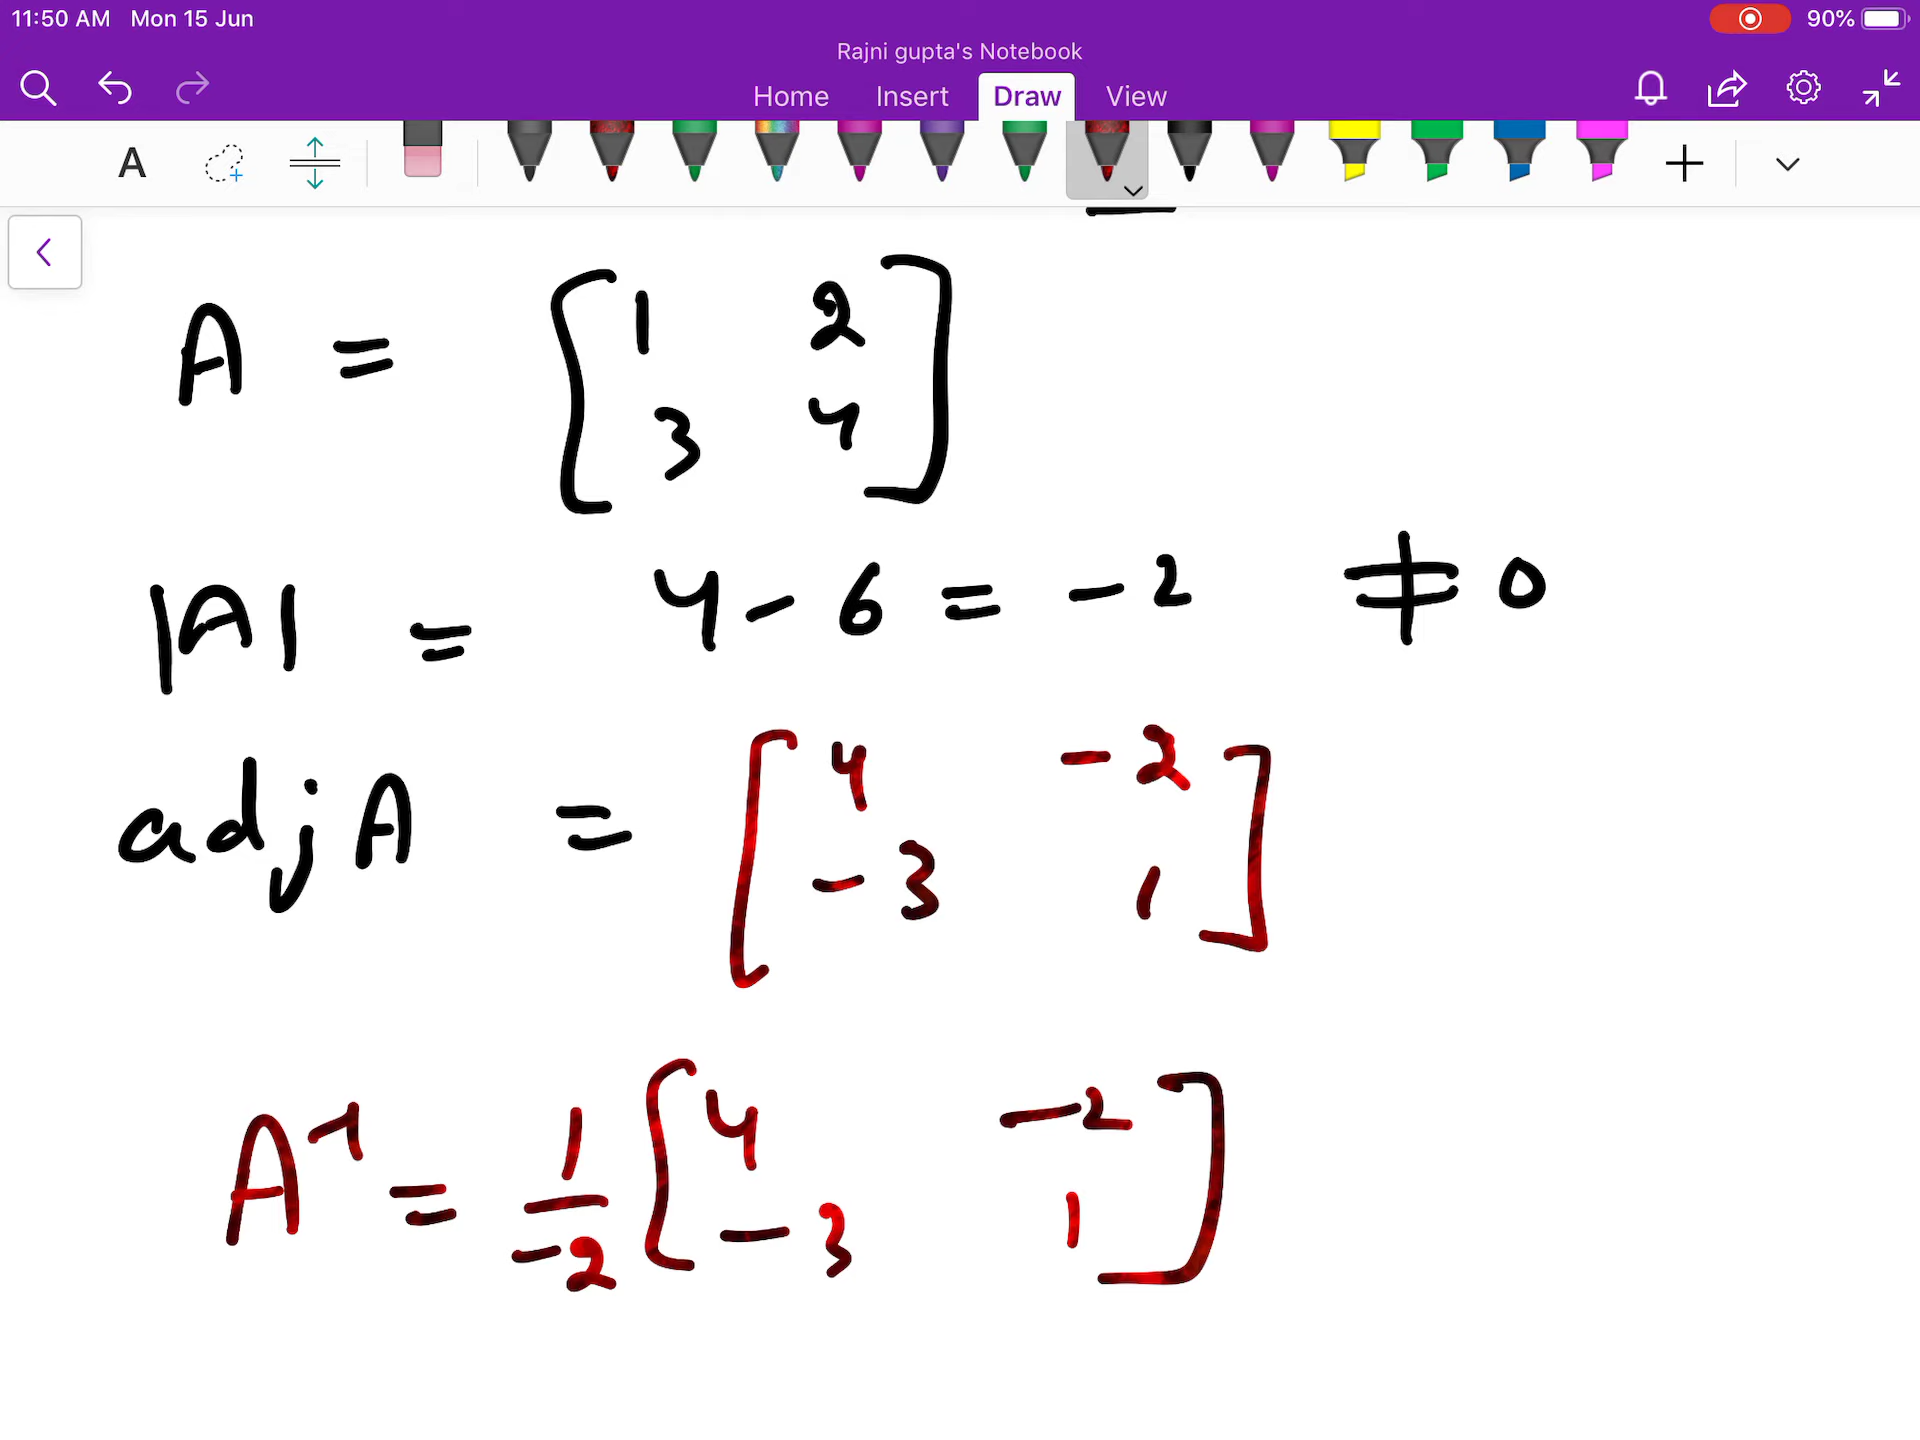 11:50 AM Mon 15 Jun 90%
Rajni gupta's Notebook
Home Insert Draw View
A
A = [ 1 2
3 4 ]
|A| = 4 - 6 = -2 ≠ 0
adj A = [ 4 -2
-3 1 ]
A⁻¹ = 1/-2 [ 4 -2
-3 1 ]